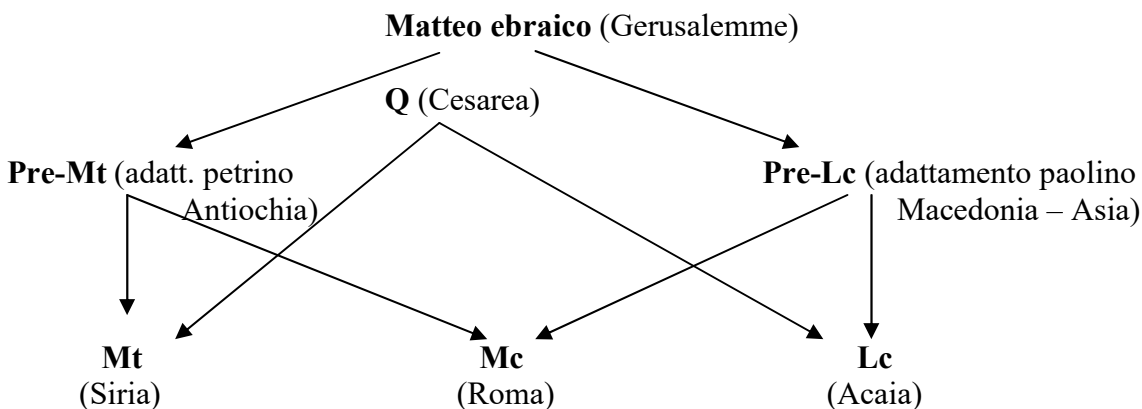 Matteo ebraico (Gerusalemme)
Q (Cesarea)
Pre-Mt (adatt. petrino
Antiochia)
Pre-Lc (adattamento paolino
Macedonia – Asia)
Mt
(Siria)
Mc
(Roma)
Lc
(Acaia)